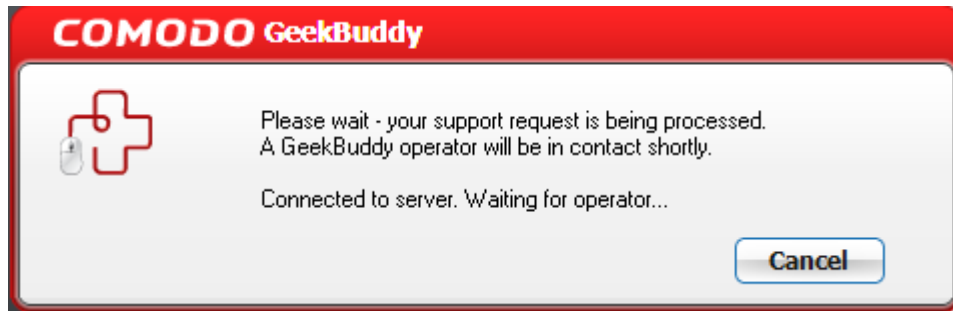 COMODO GeekBuddy
Please wait - your support request is being processed.
A GeekBuddy operator will be in contact shortly.
Connected to server. Waiting for operator...
Cancel